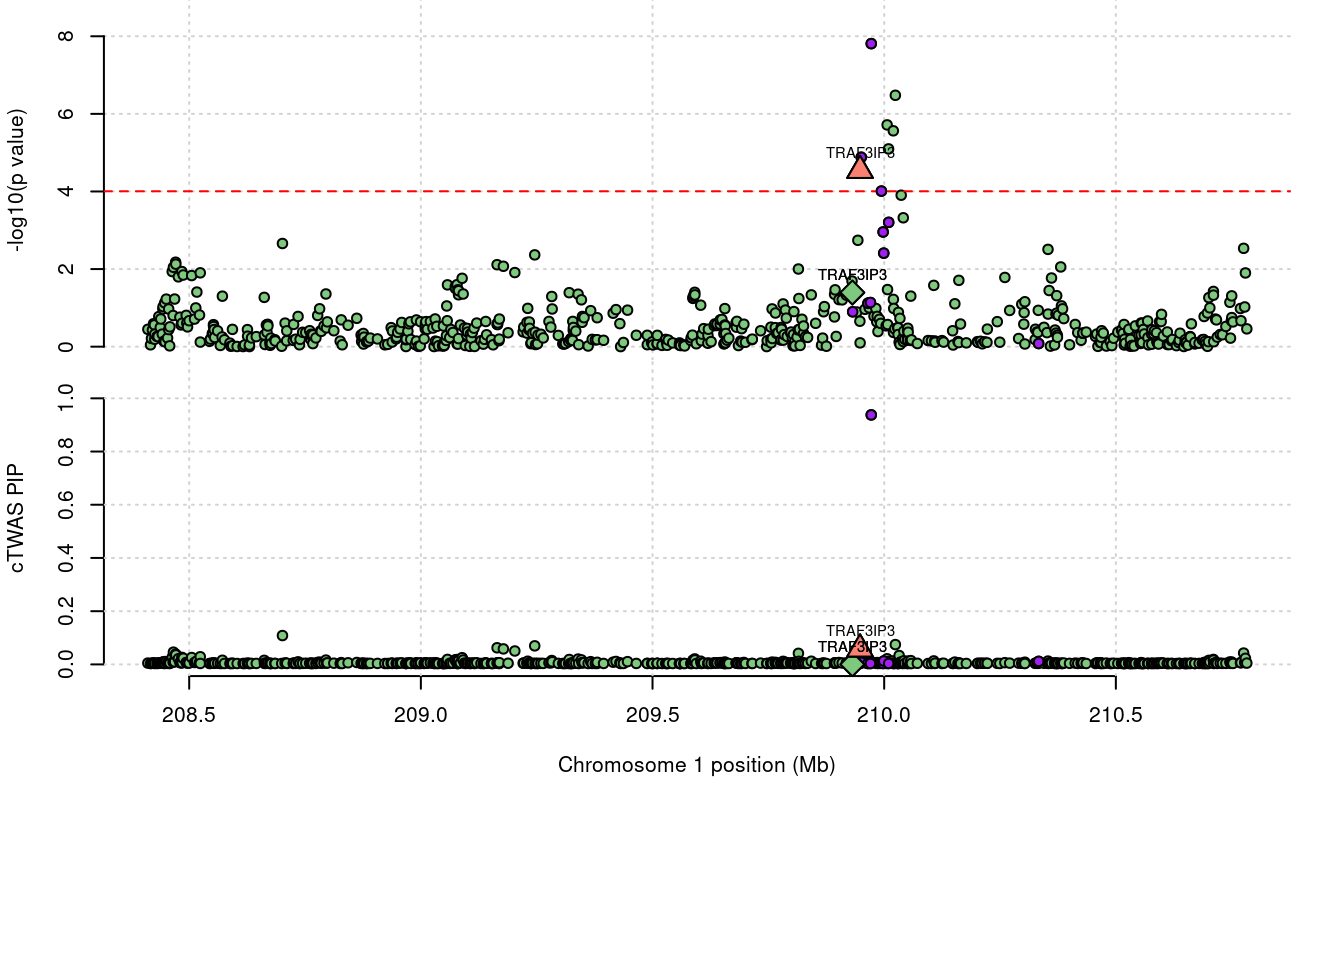 8
6
4
2
0
-log10(p value)
TRAF3IP3
TRAF3IP3
1.0
0.8
0.6
0.4
0.2
0.0
cTWAS PIP
TRAF3IP3
TRAF3IP3
208.5 209.0 209.5 210.0 210.5
Chromosome 1 position (Mb)